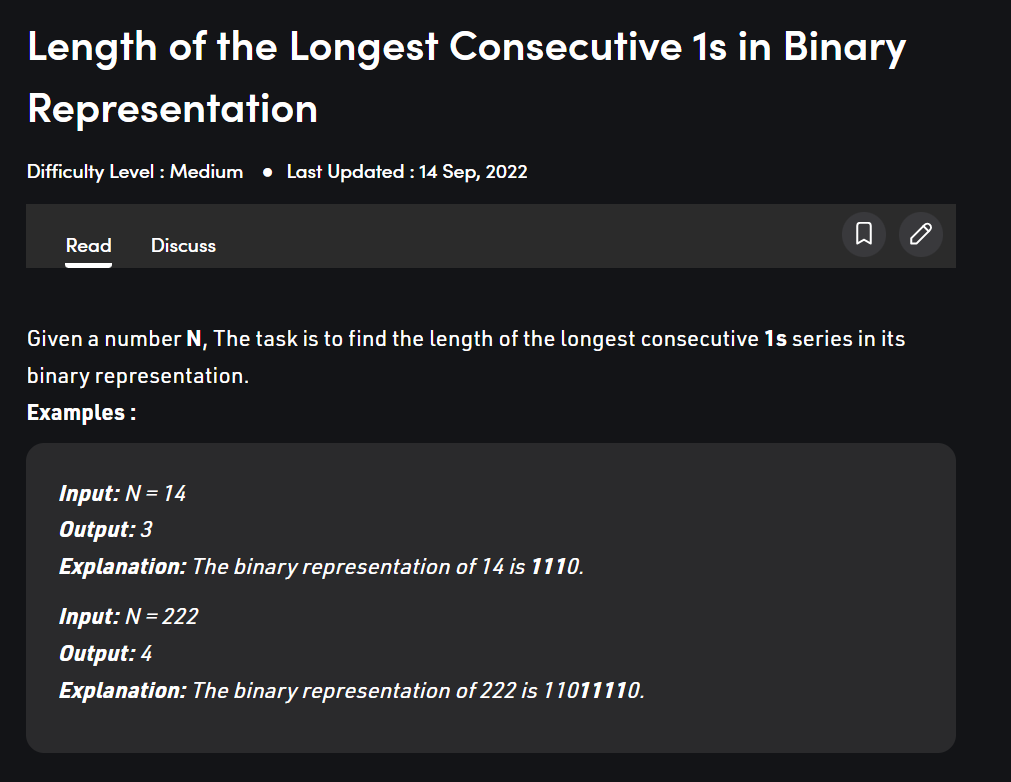 Length of the Longest Consecutive 1s in Binary
Representation
Difficulty Level : Medium ● Last Updated : 14 Sep, 2022
Read Discuss
Given a number N, The task is to find the length of the longest consecutive 1s series in its
binary representation.
Examples :
Input: N = 14
Output: 3
Explanation: The binary representation of 14 is 1110.
Input: N = 222
Output: 4
Explanation: The binary representation of 222 is 11011110.